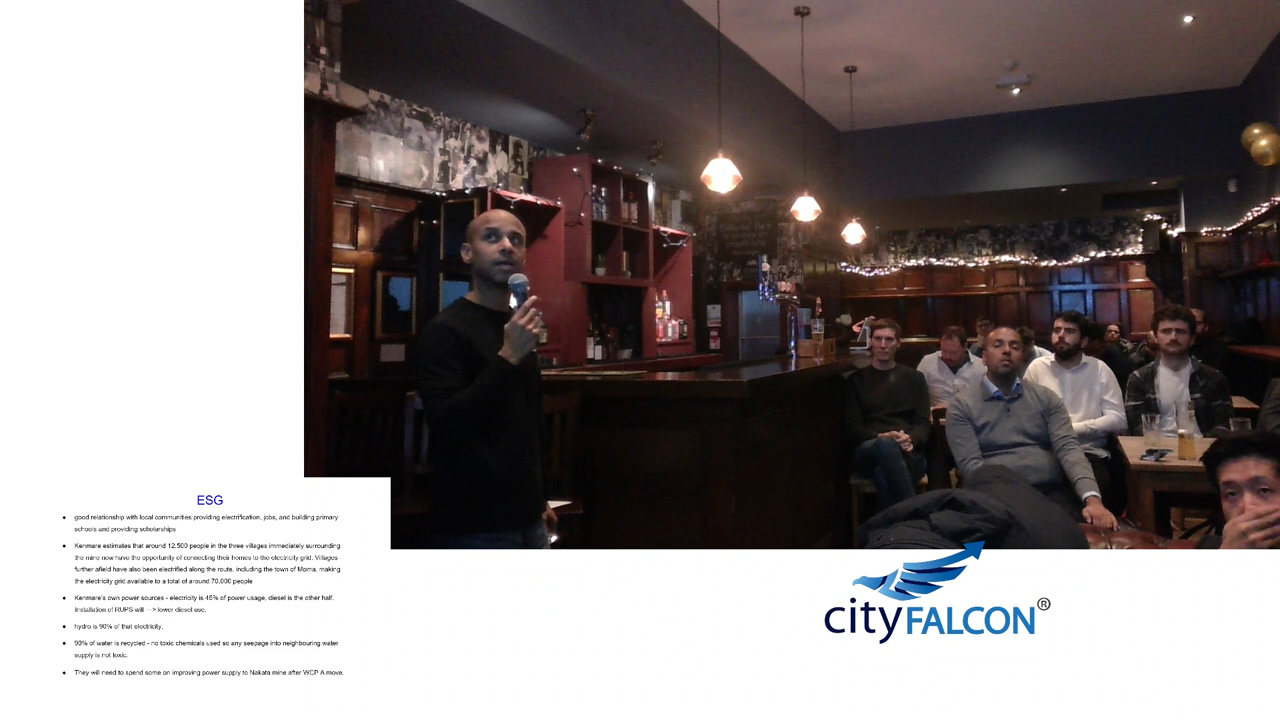 ESG
● good relationship with local communities providing electrification, jobs, and building primary
schools and providing scholarships
● Kenmare estimates that around 12,500 people in the three villages immediately surrounding
the mine now have the opportunity of connecting their homes to the electricity grid. Villages
further afield have also been electrified along the route, including the town of Moma, making
the electricity grid available to a total of around 70,000 people
● Kenmare's own power sources - electricity is 45% of power usage, diesel is the other half.
Installation of RUPS will ---> lower diesel use.
● hydro is 90% of that electricity.
● 90% of water is recycled - no toxic chemicals used so any seepage into neighbouring water
supply is not toxic.
● They will need to spend some on improving power supply to Nakata mine after WCP A move.
cityFALCON®